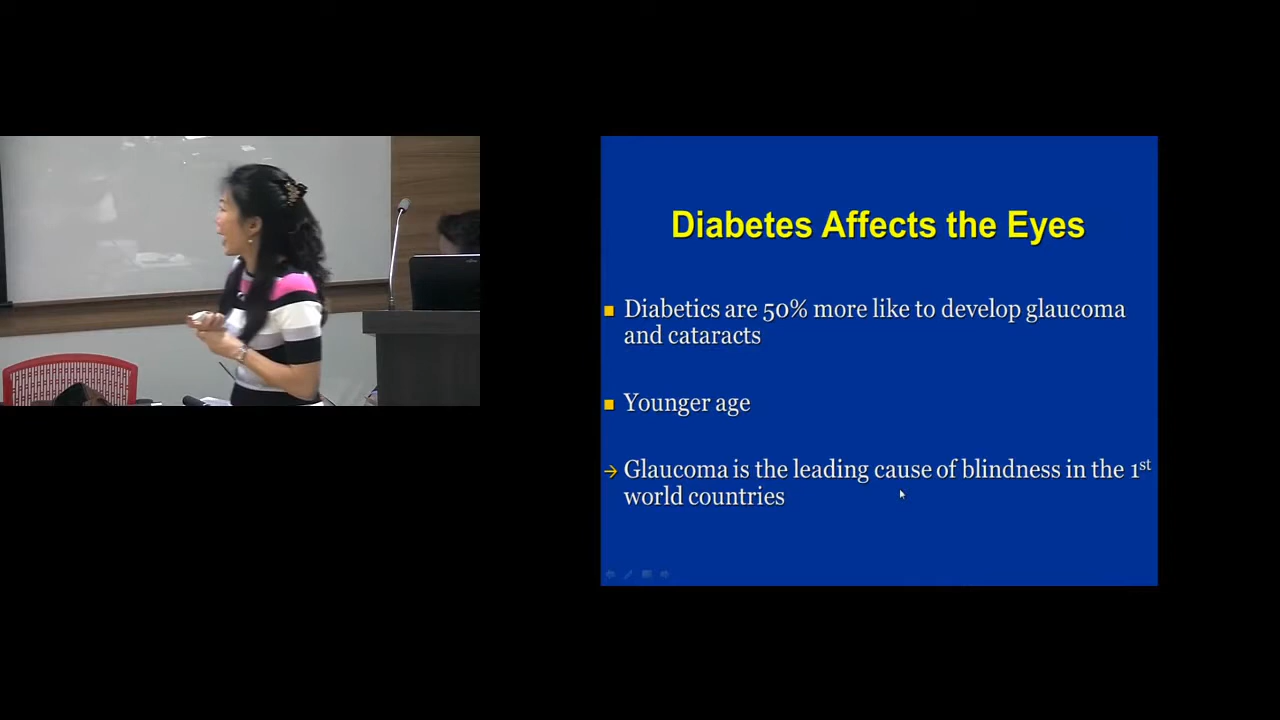 Diabetes Affects the Eyes
Diabetics are 50% more like to develop glaucoma
and cataracts
Younger age
Glaucoma is the leading cause of blindness in the 1st
world countries